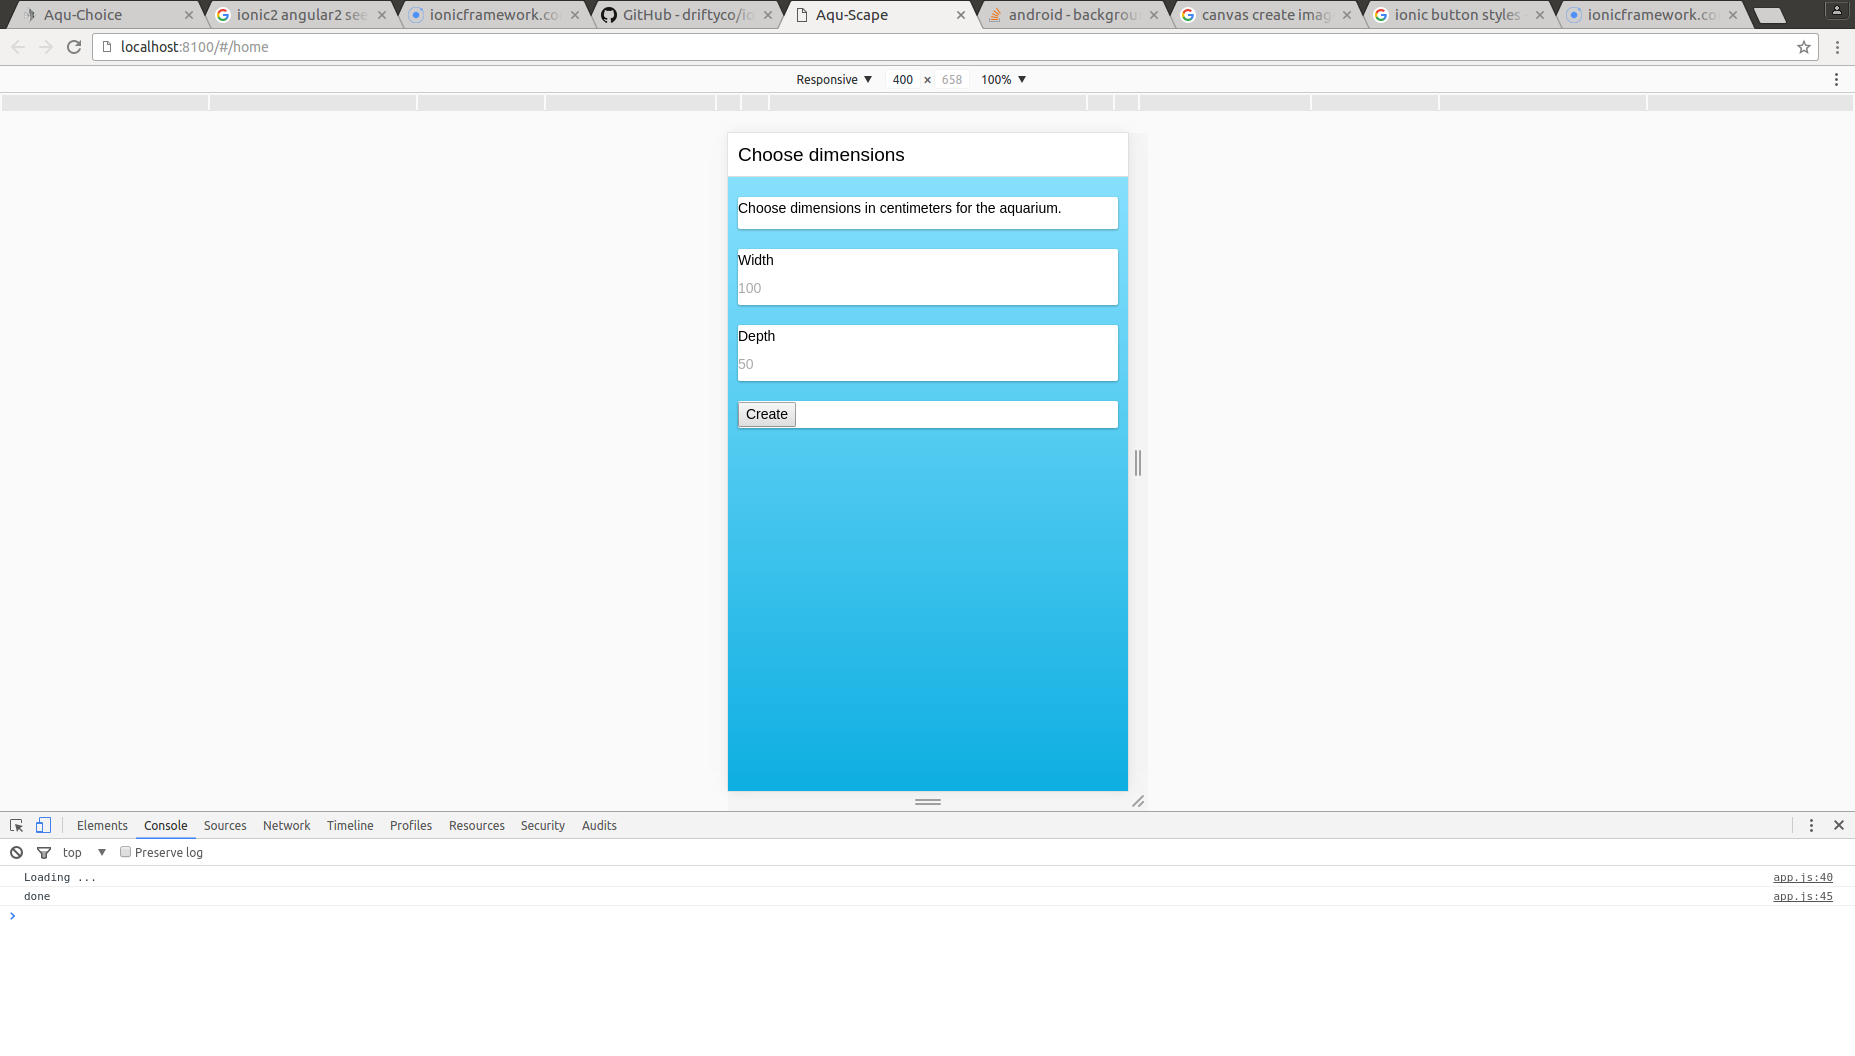 Aqu-Choice
ionic2 angular2 see
ionicframework.co
GitHub - driftyco/io
Aqu-Scape
android - backgrou
canvas create imag
ionic button styles
ionicframework.co
localhost:8100/#/home
Responsive 400 × 658 100%
Choose dimensions
Choose dimensions in centimeters for the aquarium.
Width
100
Depth
50
Create
Elements Console Sources Network Timeline Profiles Resources Security Audits
top Preserve log
Loading ... app.js:40
done app.js:45